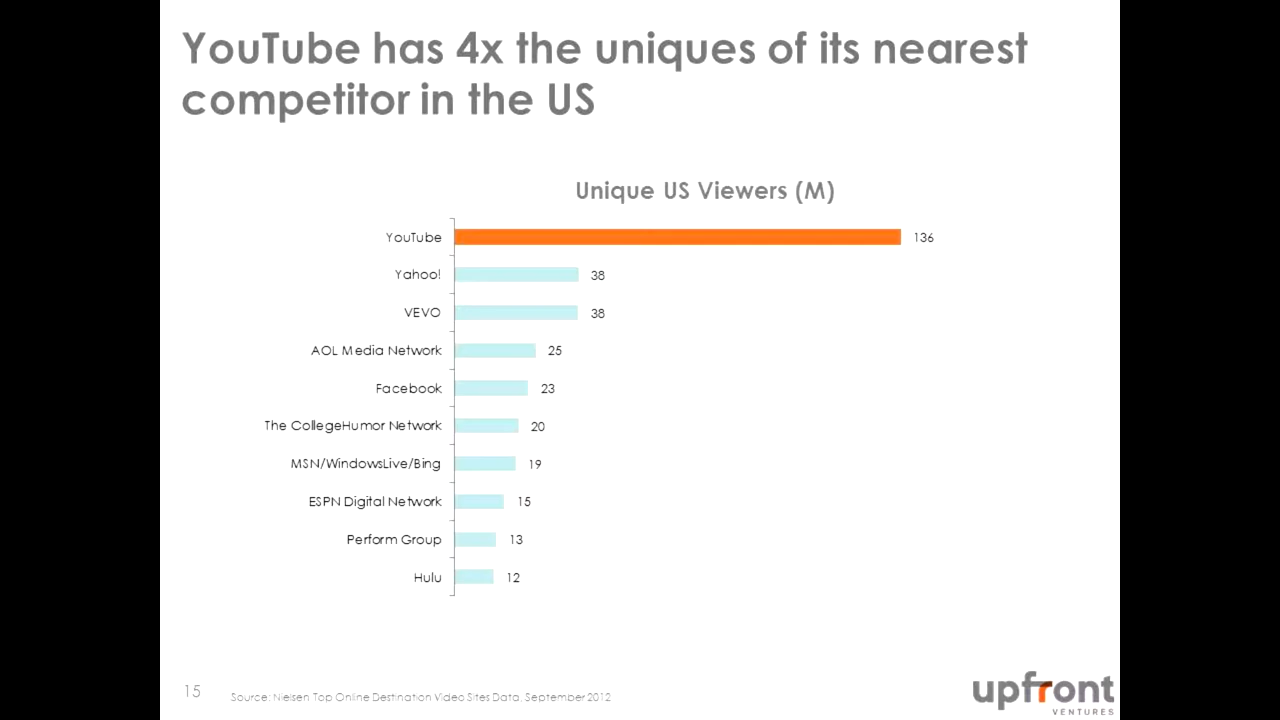 YouTube has 4x the uniques of its nearest
competitor in the US
Unique US Viewers (M)
YouTube 136
Yahoo! 38
VEVO 38
AOL Media Network 25
Facebook 23
The CollegeHumor Network 20
MSN/WindowsLive/Bing 19
ESPN Digital Network 15
Perform Group 13
Hulu 12
15
Source: Nielsen Top Online Destination Video Sites Data, September 2012
upfront
VENTURES